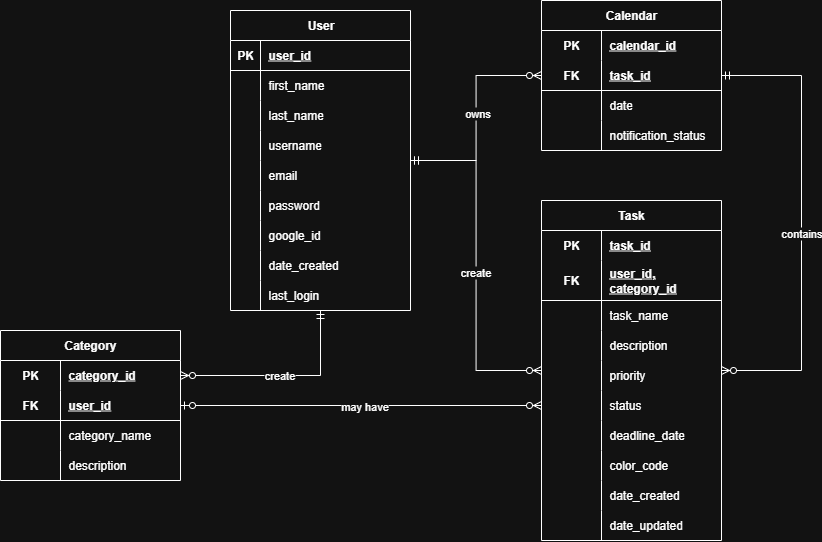 User
PK user_id
first_name
last_name
username
email
password
google_id
date_created
last_login
Calendar
PK calendar_id
FK task_id
date
notification_status
owns
create
contains
Task
PK task_id
FK user_id,
category_id
task_name
description
priority
status
deadline_date
color_code
date_created
date_updated
Category
PK category_id
FK user_id
category_name
description
create
may have